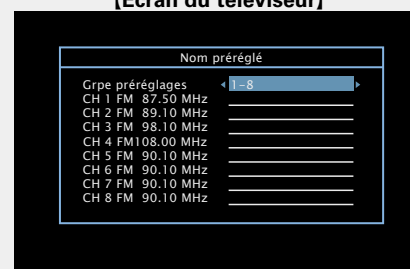 [Écran du téléviseur]
Nom préréglé
Grpe préréglages 1-8
CH 1 FM 87.50 MHz
CH 2 FM 89.10 MHz
CH 3 FM 98.10 MHz
CH 4 FM108.00 MHz
CH 5 FM 90.10 MHz
CH 6 FM 90.10 MHz
CH 7 FM 90.10 MHz
CH 8 FM 90.10 MHz